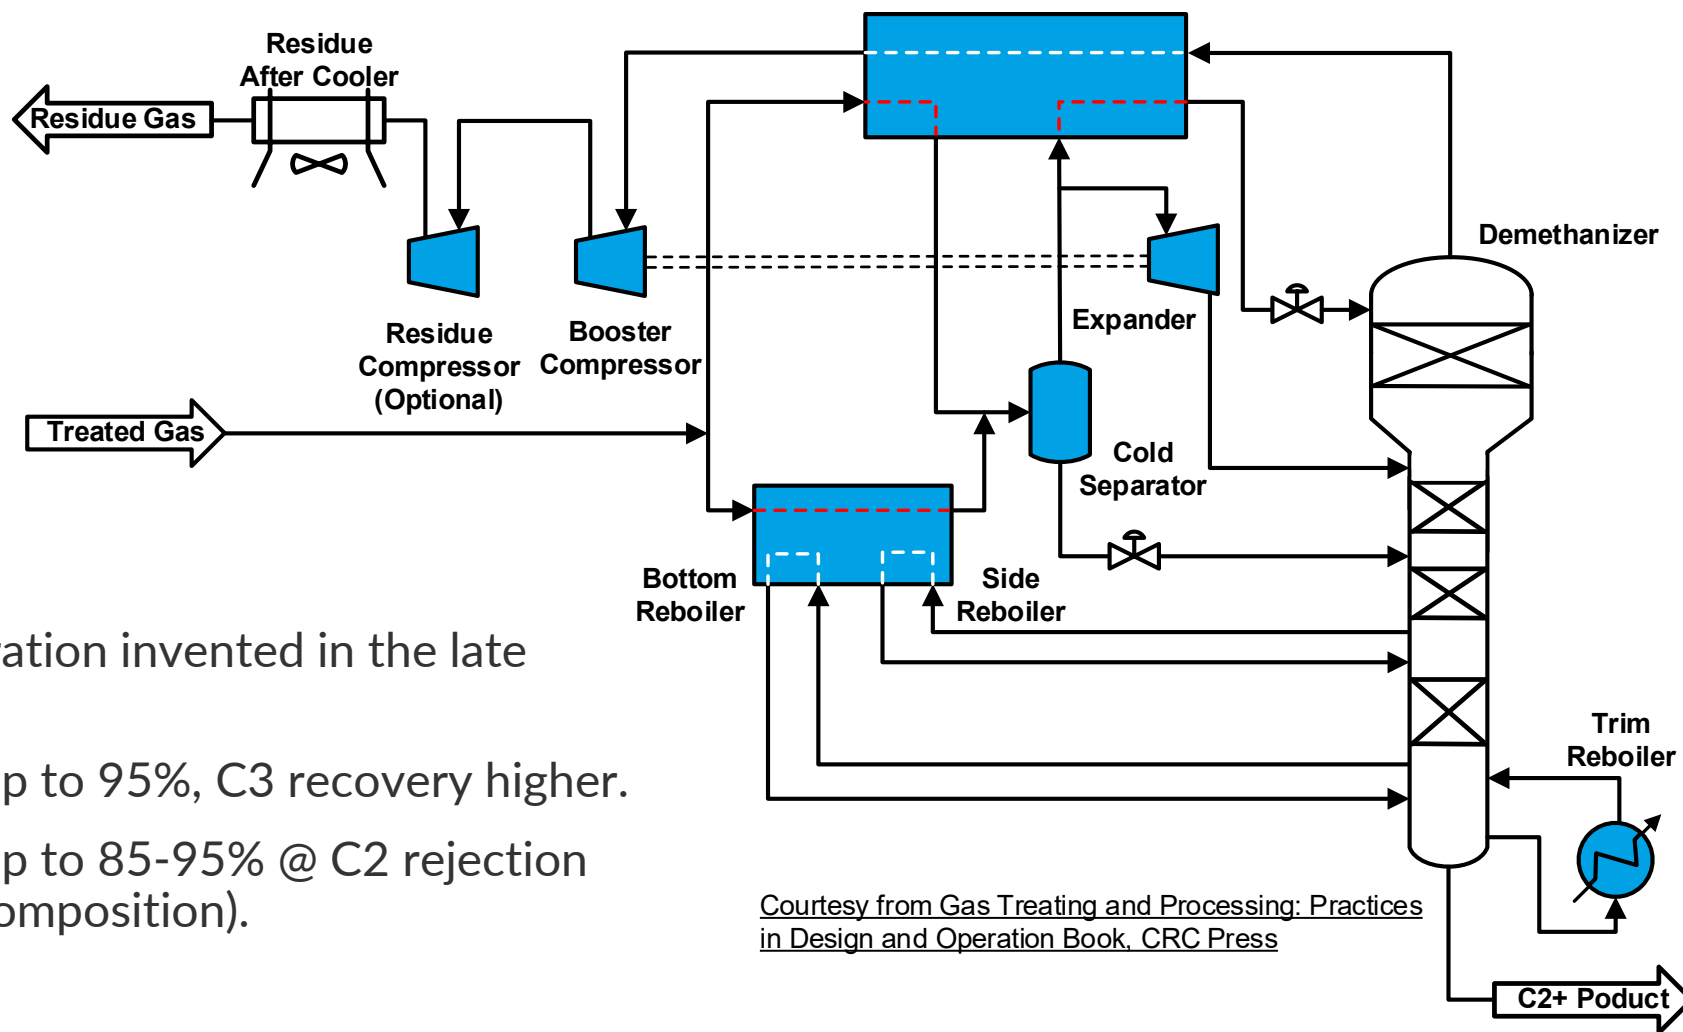 Residue
After Cooler
Residue Gas
Demethanizer
Expander
Residue
Compressor
(Optional)
Booster
Compressor
Treated Gas
Cold
Separator
Bottom
Reboiler
Side
Reboiler
ration invented in the late
p to 95%, C3 recovery higher.
p to 85-95% @ C2 rejection
omposition).
Trim
Reboiler
Courtesy from Gas Treating and Processing: Practices
in Design and Operation Book, CRC Press
C2+ Poduct